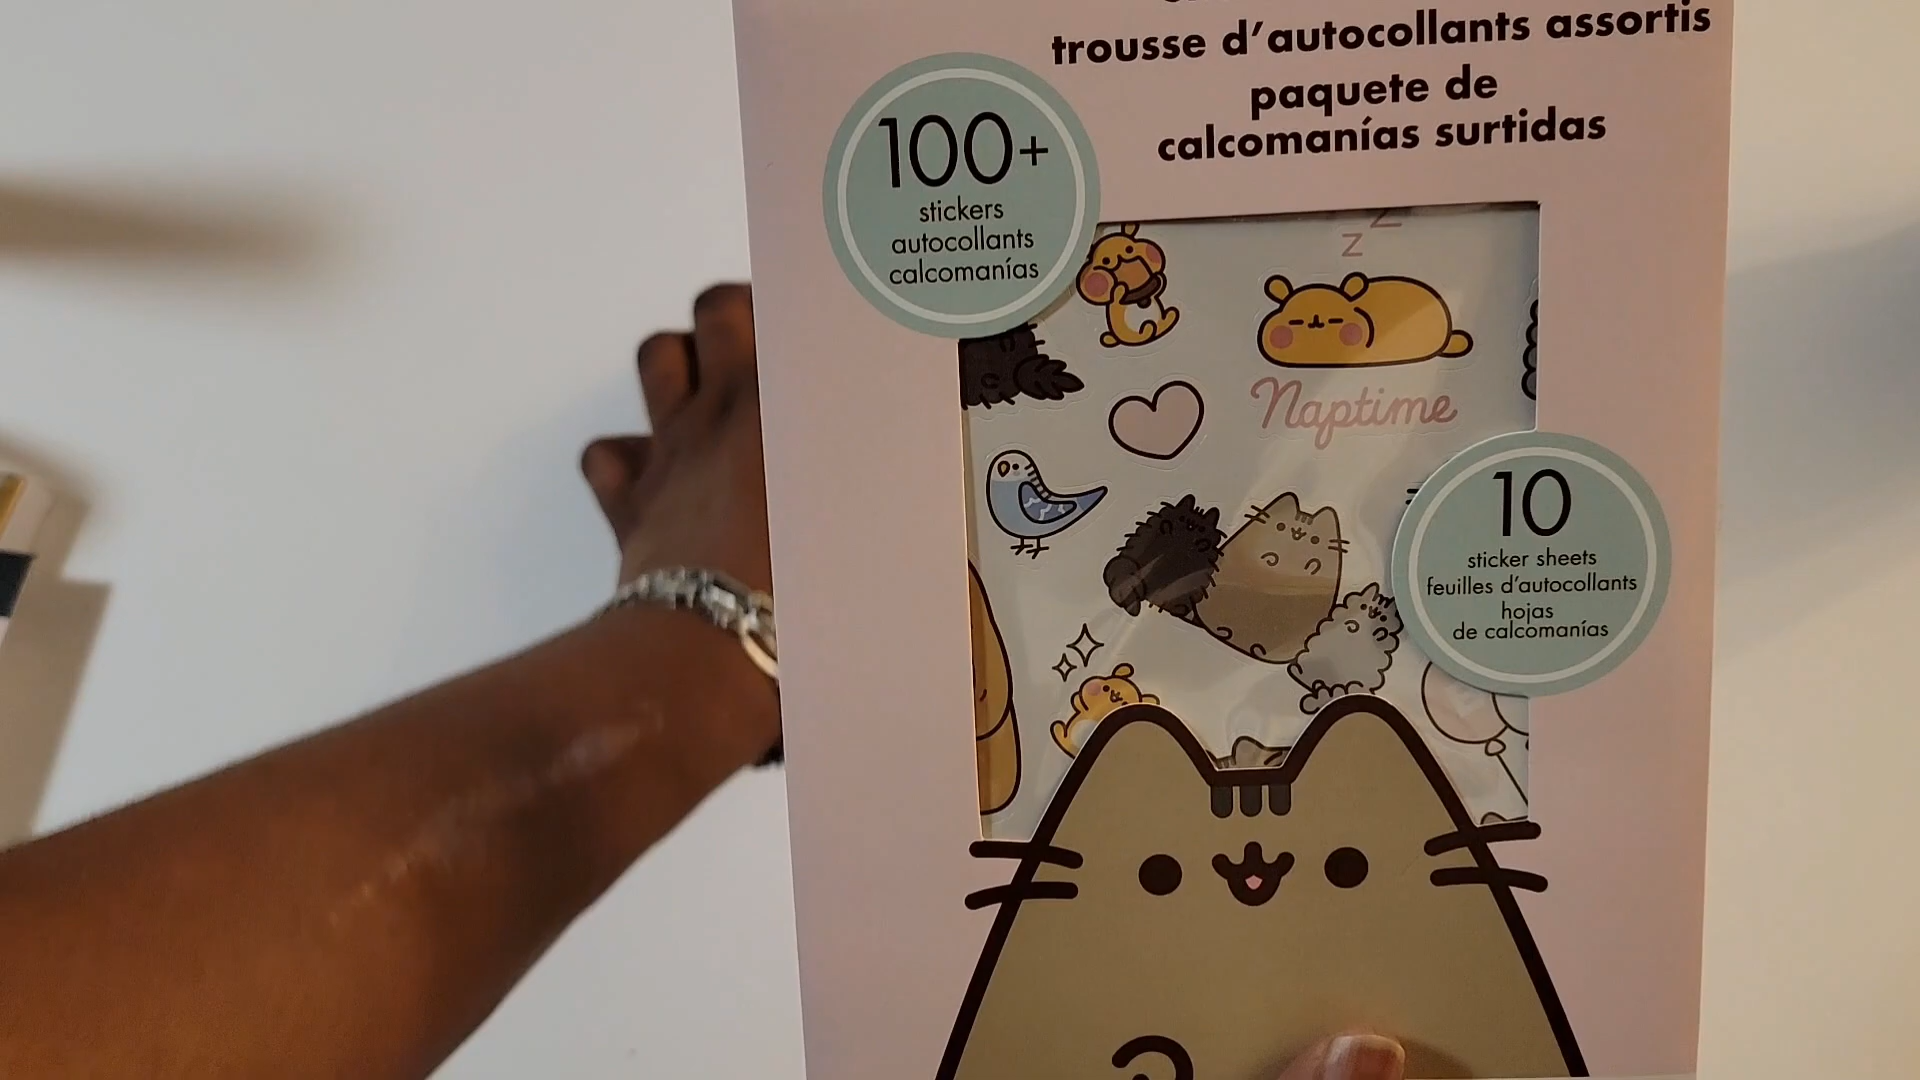 trousse d'autocollants assortis
paquete de
calcomanías surtidas
100+
stickers
autocollants
calcomanías
Z
Z
Naptime
10
sticker sheets
feuilles d'autocollants
hojas
de calcomanías